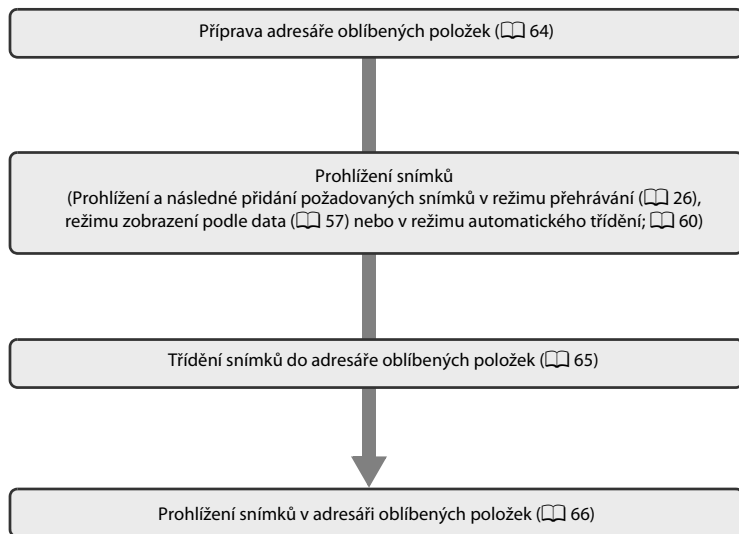 Příprava adresáře oblíbených položek (📖 64)
Prohlížení snímků
(Prohlížení a následné přidání požadovaných snímků v režimu přehrávání (📖 26),
režimu zobrazení podle data (📖 57) nebo v režimu automatického třídění; 📖 60)
Třídění snímků do adresáře oblíbených položek (📖 65)
Prohlížení snímků v adresáři oblíbených položek (📖 66)